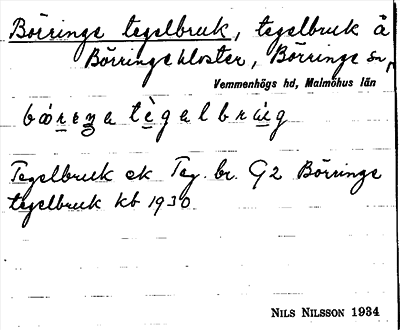 Börringe tegelbruk, tegelbruk å
Börringekloster, Börringe sn,
Vemmenhögs hd, Malmöhus län
tègelbrúg
Tegelbruk ek Teg. br. G2 Börringe
tegelbruk kb 1930
NILS NILSSON 1934